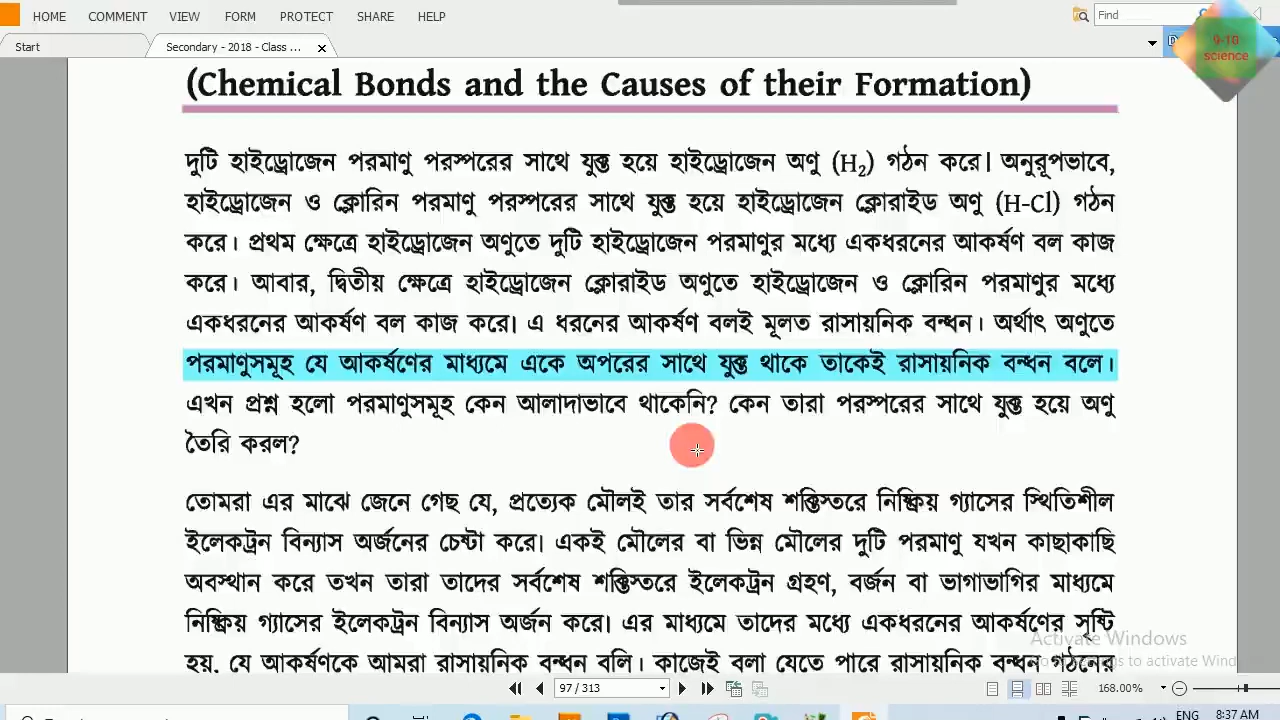 HOME COMMENT VIEW FORM PROTECT SHARE HELP Find
Start Secondary - 2018 - Class ...
9-10
science
(Chemical Bonds and the Causes of their Formation)
দুটি হাইড্রোজেন পরমাণু পরস্পরের সাথে যুক্ত হয়ে হাইড্রোজেন অণু (H₂) গঠন করে। অনুরূপভাবে,
হাইড্রোজেন ও ক্লোরিন পরমাণু পরস্পরের সাথে যুক্ত হয়ে হাইড্রোজেন ক্লোরাইড অণু (H-Cl) গঠন
করে। প্রথম ক্ষেত্রে হাইড্রোজেন অণুতে দুটি হাইড্রোজেন পরমাণুর মধ্যে একধরনের আকর্ষণ বল কাজ
করে। আবার, দ্বিতীয় ক্ষেত্রে হাইড্রোজেন ক্লোরাইড অণুতে হাইড্রোজেন ও ক্লোরিন পরমাণুর মধ্যে
একধরনের আকর্ষণ বল কাজ করে। এ ধরনের আকর্ষণ বলই মূলত রাসায়নিক বন্ধন। অর্থাৎ অণুতে
পরমাণুসমূহ যে আকর্ষণের মাধ্যমে একে অপরের সাথে যুক্ত থাকে তাকেই রাসায়নিক বন্ধন বলে।
এখন প্রশ্ন হলো পরমাণুসমূহ কেন আলাদাভাবে থাকেনি? কেন তারা পরস্পরের সাথে যুক্ত হয়ে অণু
তৈরি করল?
তোমরা এর মাঝে জেনে গেছ যে, প্রত্যেক মৌলই তার সর্বশেষ শক্তিস্তরে নিষ্ক্রিয় গ্যাসের স্থিতিশীল
ইলেকট্রন বিন্যাস অর্জনের চেষ্টা করে। একই মৌলের বা ভিন্ন মৌলের দুটি পরমাণু যখন কাছাকাছি
অবস্থান করে তখন তারা তাদের সর্বশেষ শক্তিস্তরে ইলেকট্রন গ্রহণ, বর্জন বা ভাগাভাগির মাধ্যমে
নিষ্ক্রিয় গ্যাসের ইলেকট্রন বিন্যাস অর্জন করে। এর মাধ্যমে তাদের মধ্যে একধরনের আকর্ষণের সৃষ্টি
হয়, যে আকর্ষণকে আমরা রাসায়নিক বন্ধন বলি। কাজেই বলা যেতে পারে রাসায়নিক বন্ধন গঠনের
Activate Windows
to activate
97 / 313 168.00%
ENG 8:37 AM